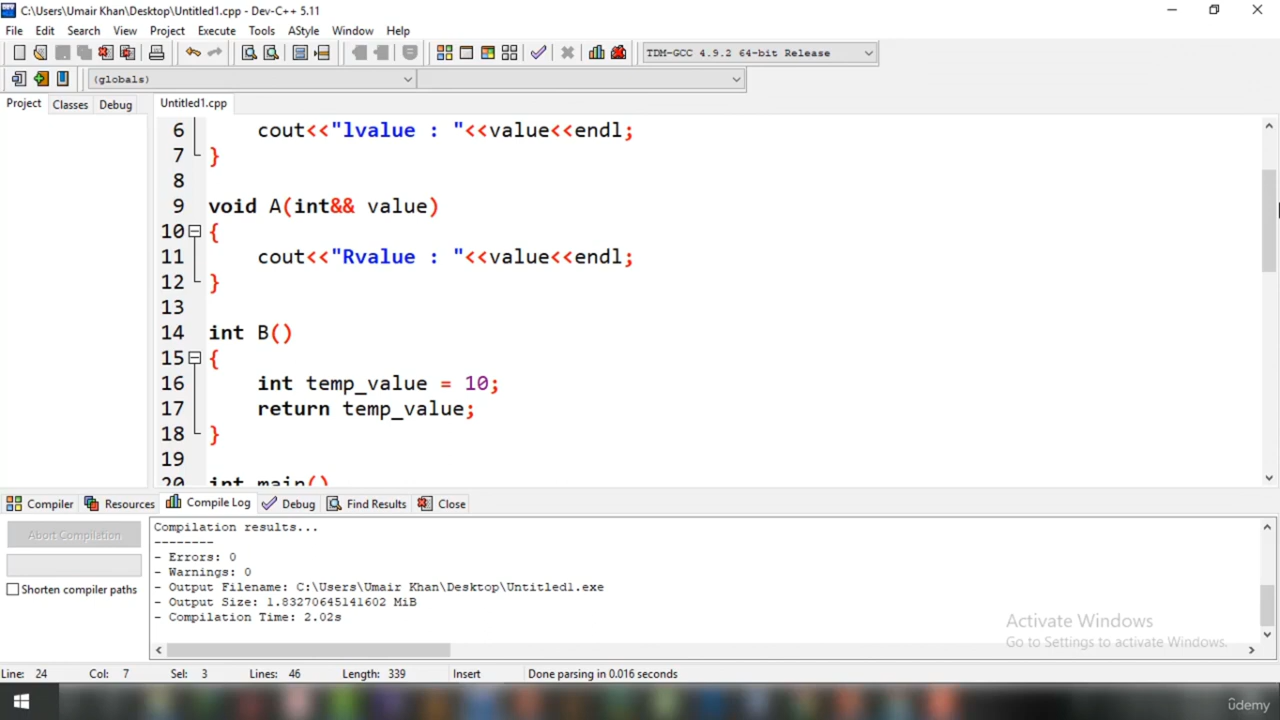 C:\Users\Umair Khan\Desktop\Untitled1.cpp - Dev-C++ 5.11
File Edit Search View Project Execute Tools AStyle Window Help
TDM-GCC 4.9.2 64-bit Release
(globals)
Project Classes Debug Untitled1.cpp
6 cout<<"lvalue : "<<value<<endl;
7 }
8
9 void A(int&& value)
10 {
11 cout<<"Rvalue : "<<value<<endl;
12 }
13
14 int B()
15 {
16 int temp_value = 10;
17 return temp_value;
18 }
19
20 int main()
Compiler Resources Compile Log Debug Find Results Close
Abort Compilation
Shorten compiler paths
Compilation results...
--------
- Errors: 0
- Warnings: 0
- Output Filename: C:\Users\Umair Khan\Desktop\Untitled1.exe
- Output Size: 1.83270645141602 MiB
- Compilation Time: 2.02s
Activate Windows
Go to Settings to activate Windows.
Line: 24 Col: 7 Sel: 3 Lines: 46 Length: 339 Insert Done parsing in 0.016 seconds
ûdemy